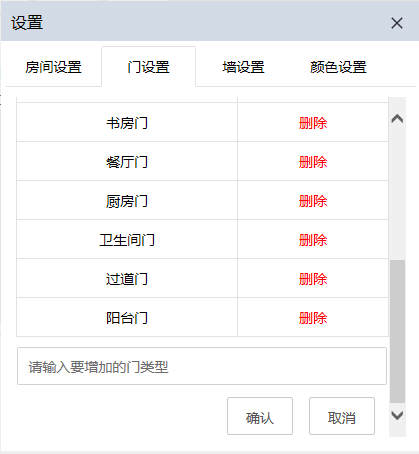 设置
房间设置 门设置 墙设置 颜色设置
书房门 删除
餐厅门 删除
厨房门 删除
卫生间门 删除
过道门 删除
阳台门 删除
请输入要增加的门类型
确认 取消